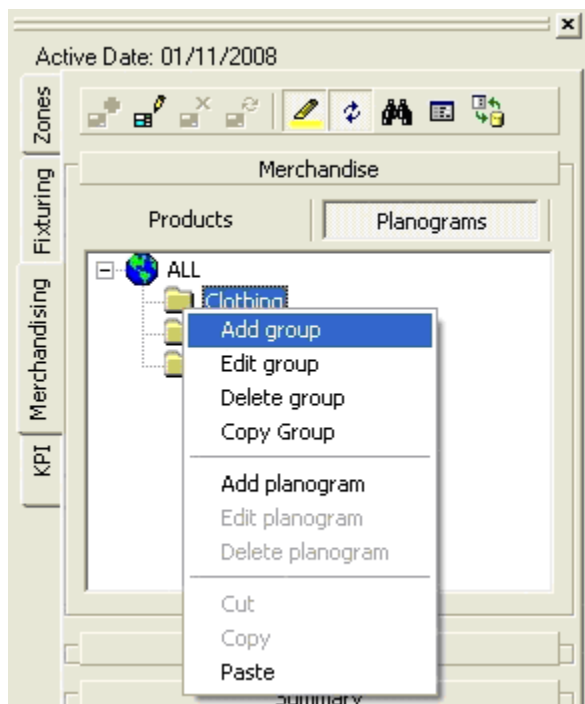 Active Date: 01/11/2008
Zones
Fixturing
Merchandising
KPI
Merchandise
Products
Planograms
ALL
Clothing
Add group
Edit group
Delete group
Copy Group
Add planogram
Edit planogram
Delete planogram
Cut
Copy
Paste
Summary